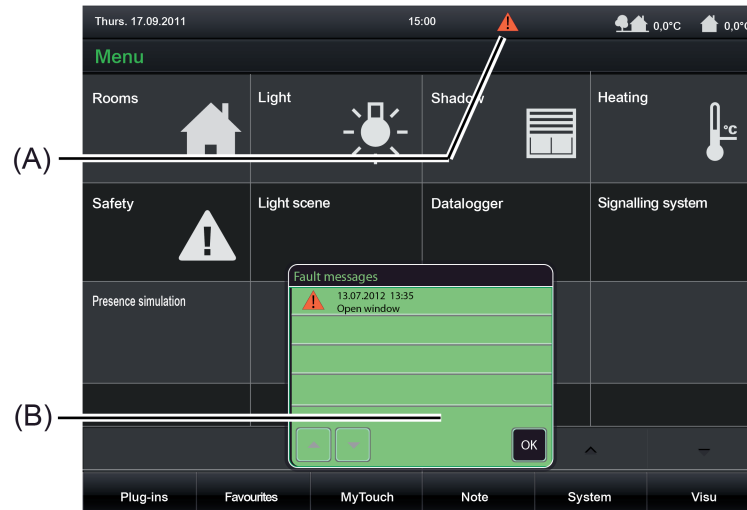 Thurs. 17.09.2011 15:00 0,0°C 0,0°
Menu
Rooms Light Shadow Heating
°C
(A)
Safety Light scene Datalogger Signalling system
Fault messages
Presence simulation
13.07.2012 13:35
Open window
(B)
OK
Plug-ins Favourites MyTouch Note System Visu